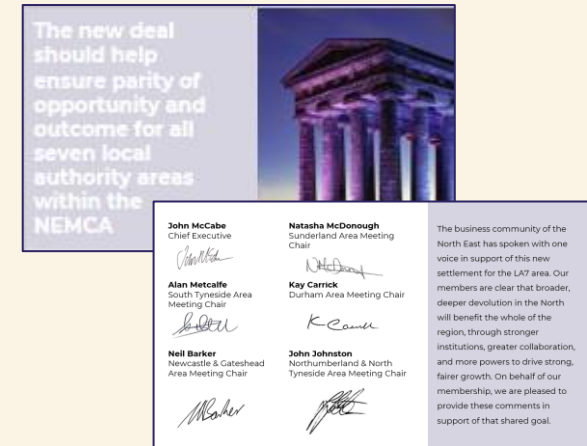 The new deal
should help
ensure parity of
opportunity and
outcome for all
seven local
authority areas
within the
NEMCA
John McCabe
Chief Executive
Natasha McDonough
Sunderland Area Meeting
Chair
Alan Metcalfe
South Tyneside Area
Meeting Chair
Kay Carrick
Durham Area Meeting Chair
K Carrick
Neil Barker
Newcastle & Gateshead
Area Meeting Chair
John Johnston
Northumberland & North
Tyneside Area Meeting Chair
The business community of the
North East has spoken with one
voice in support of this new
settlement for the LA7 area. Our
members are clear that broader,
deeper devolution in the North
will benefit the whole of the
region, through stronger
institutions, greater collaboration,
and more powers to drive strong,
fairer growth. On behalf of our
membership, we are pleased to
provide these comments in
support of that shared goal.